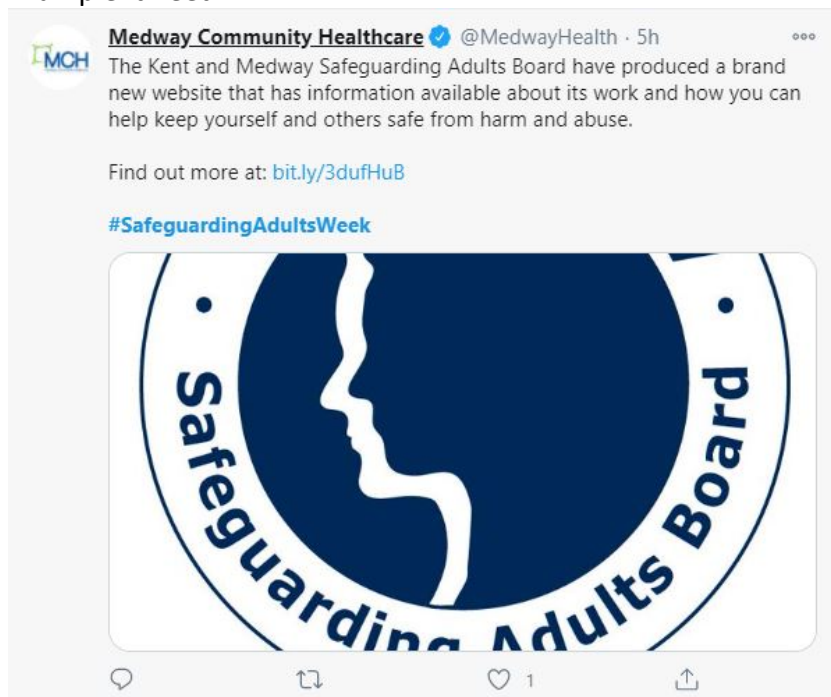 MCH
Medway Community Healthcare @MedwayHealth · 5h
The Kent and Medway Safeguarding Adults Board have produced a brand
new website that has information available about its work and how you can
help keep yourself and others safe from harm and abuse.
Find out more at: bit.ly/3dufHuB
#SafeguardingAdultsWeek
Safeguarding Adults Board
1